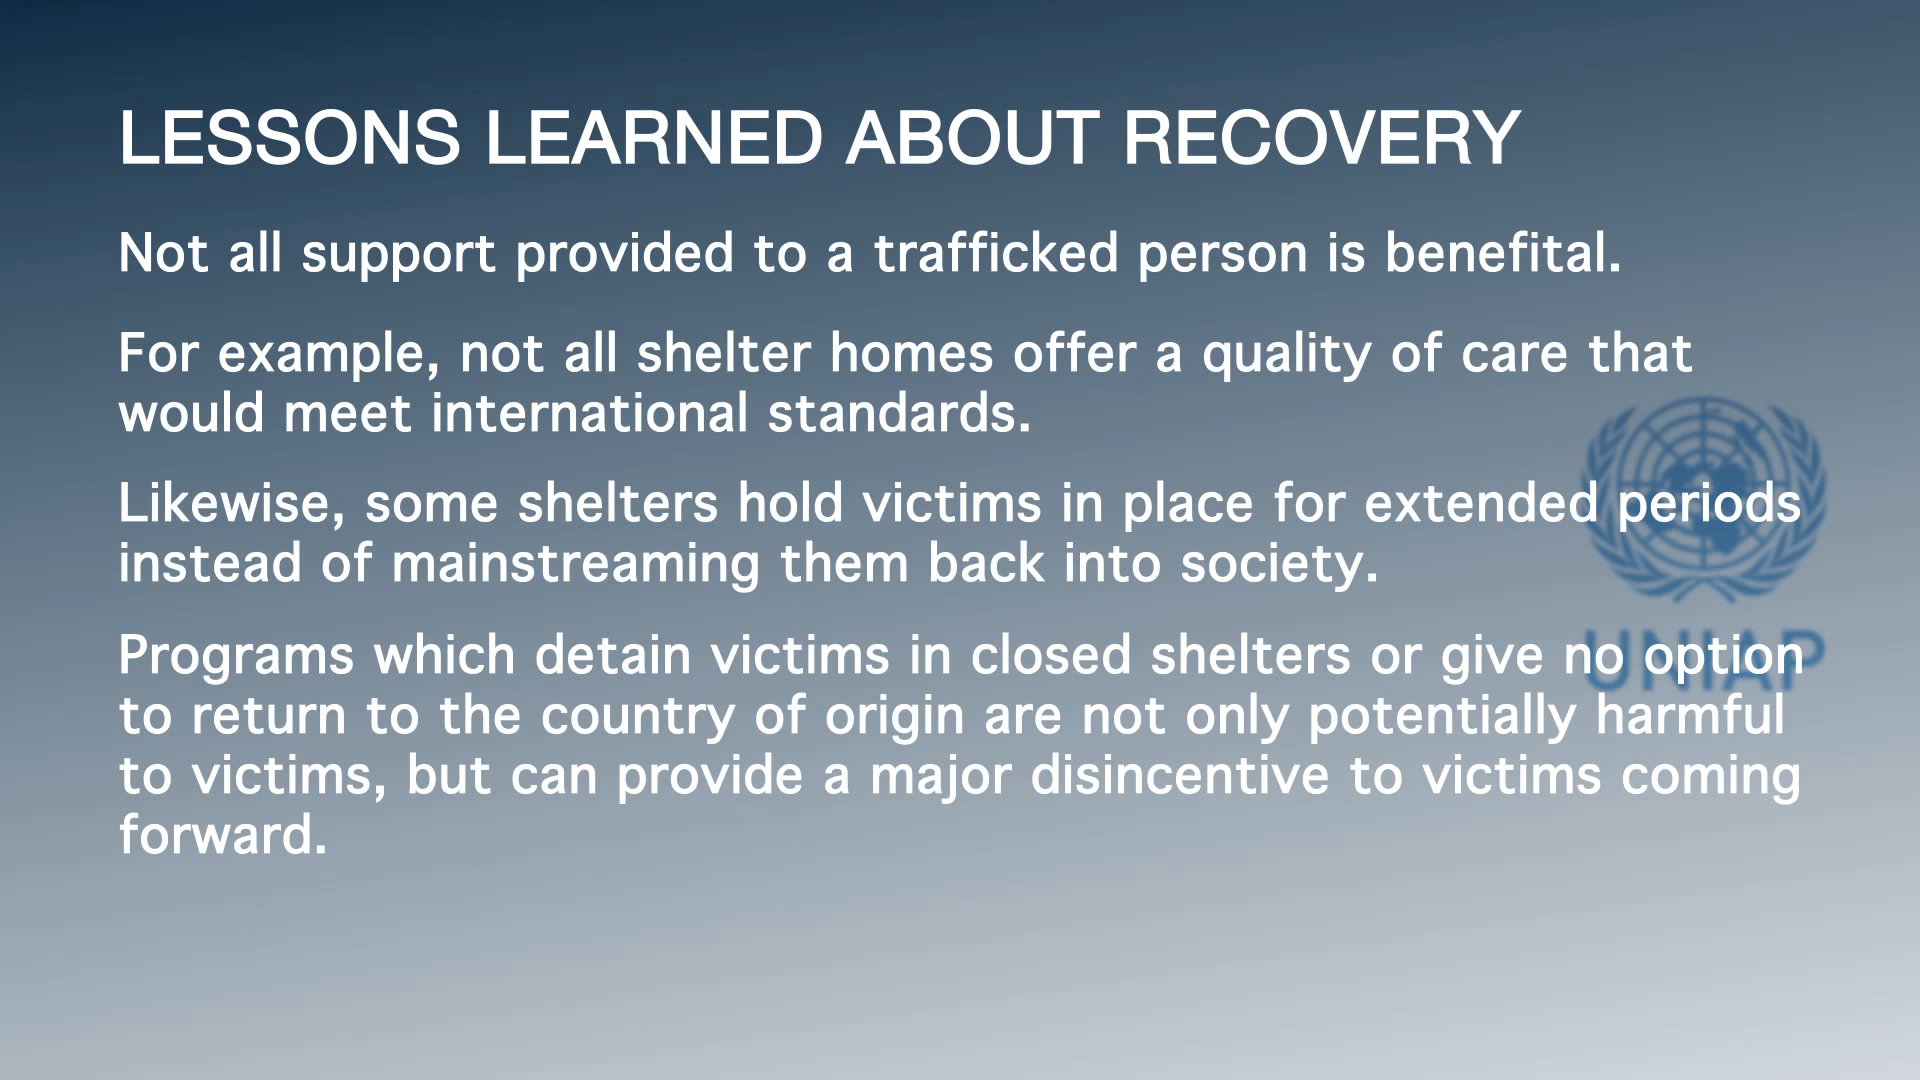 LESSONS LEARNED ABOUT RECOVERY
Not all support provided to a trafficked person is benefital.
For example, not all shelter homes offer a quality of care that
would meet international standards.
Likewise, some shelters hold victims in place for extended periods
instead of mainstreaming them back into society.
Programs which detain victims in closed shelters or give no option
to return to the country of origin are not only potentially harmful
to victims, but can provide a major disincentive to victims coming
forward.
UNIAP